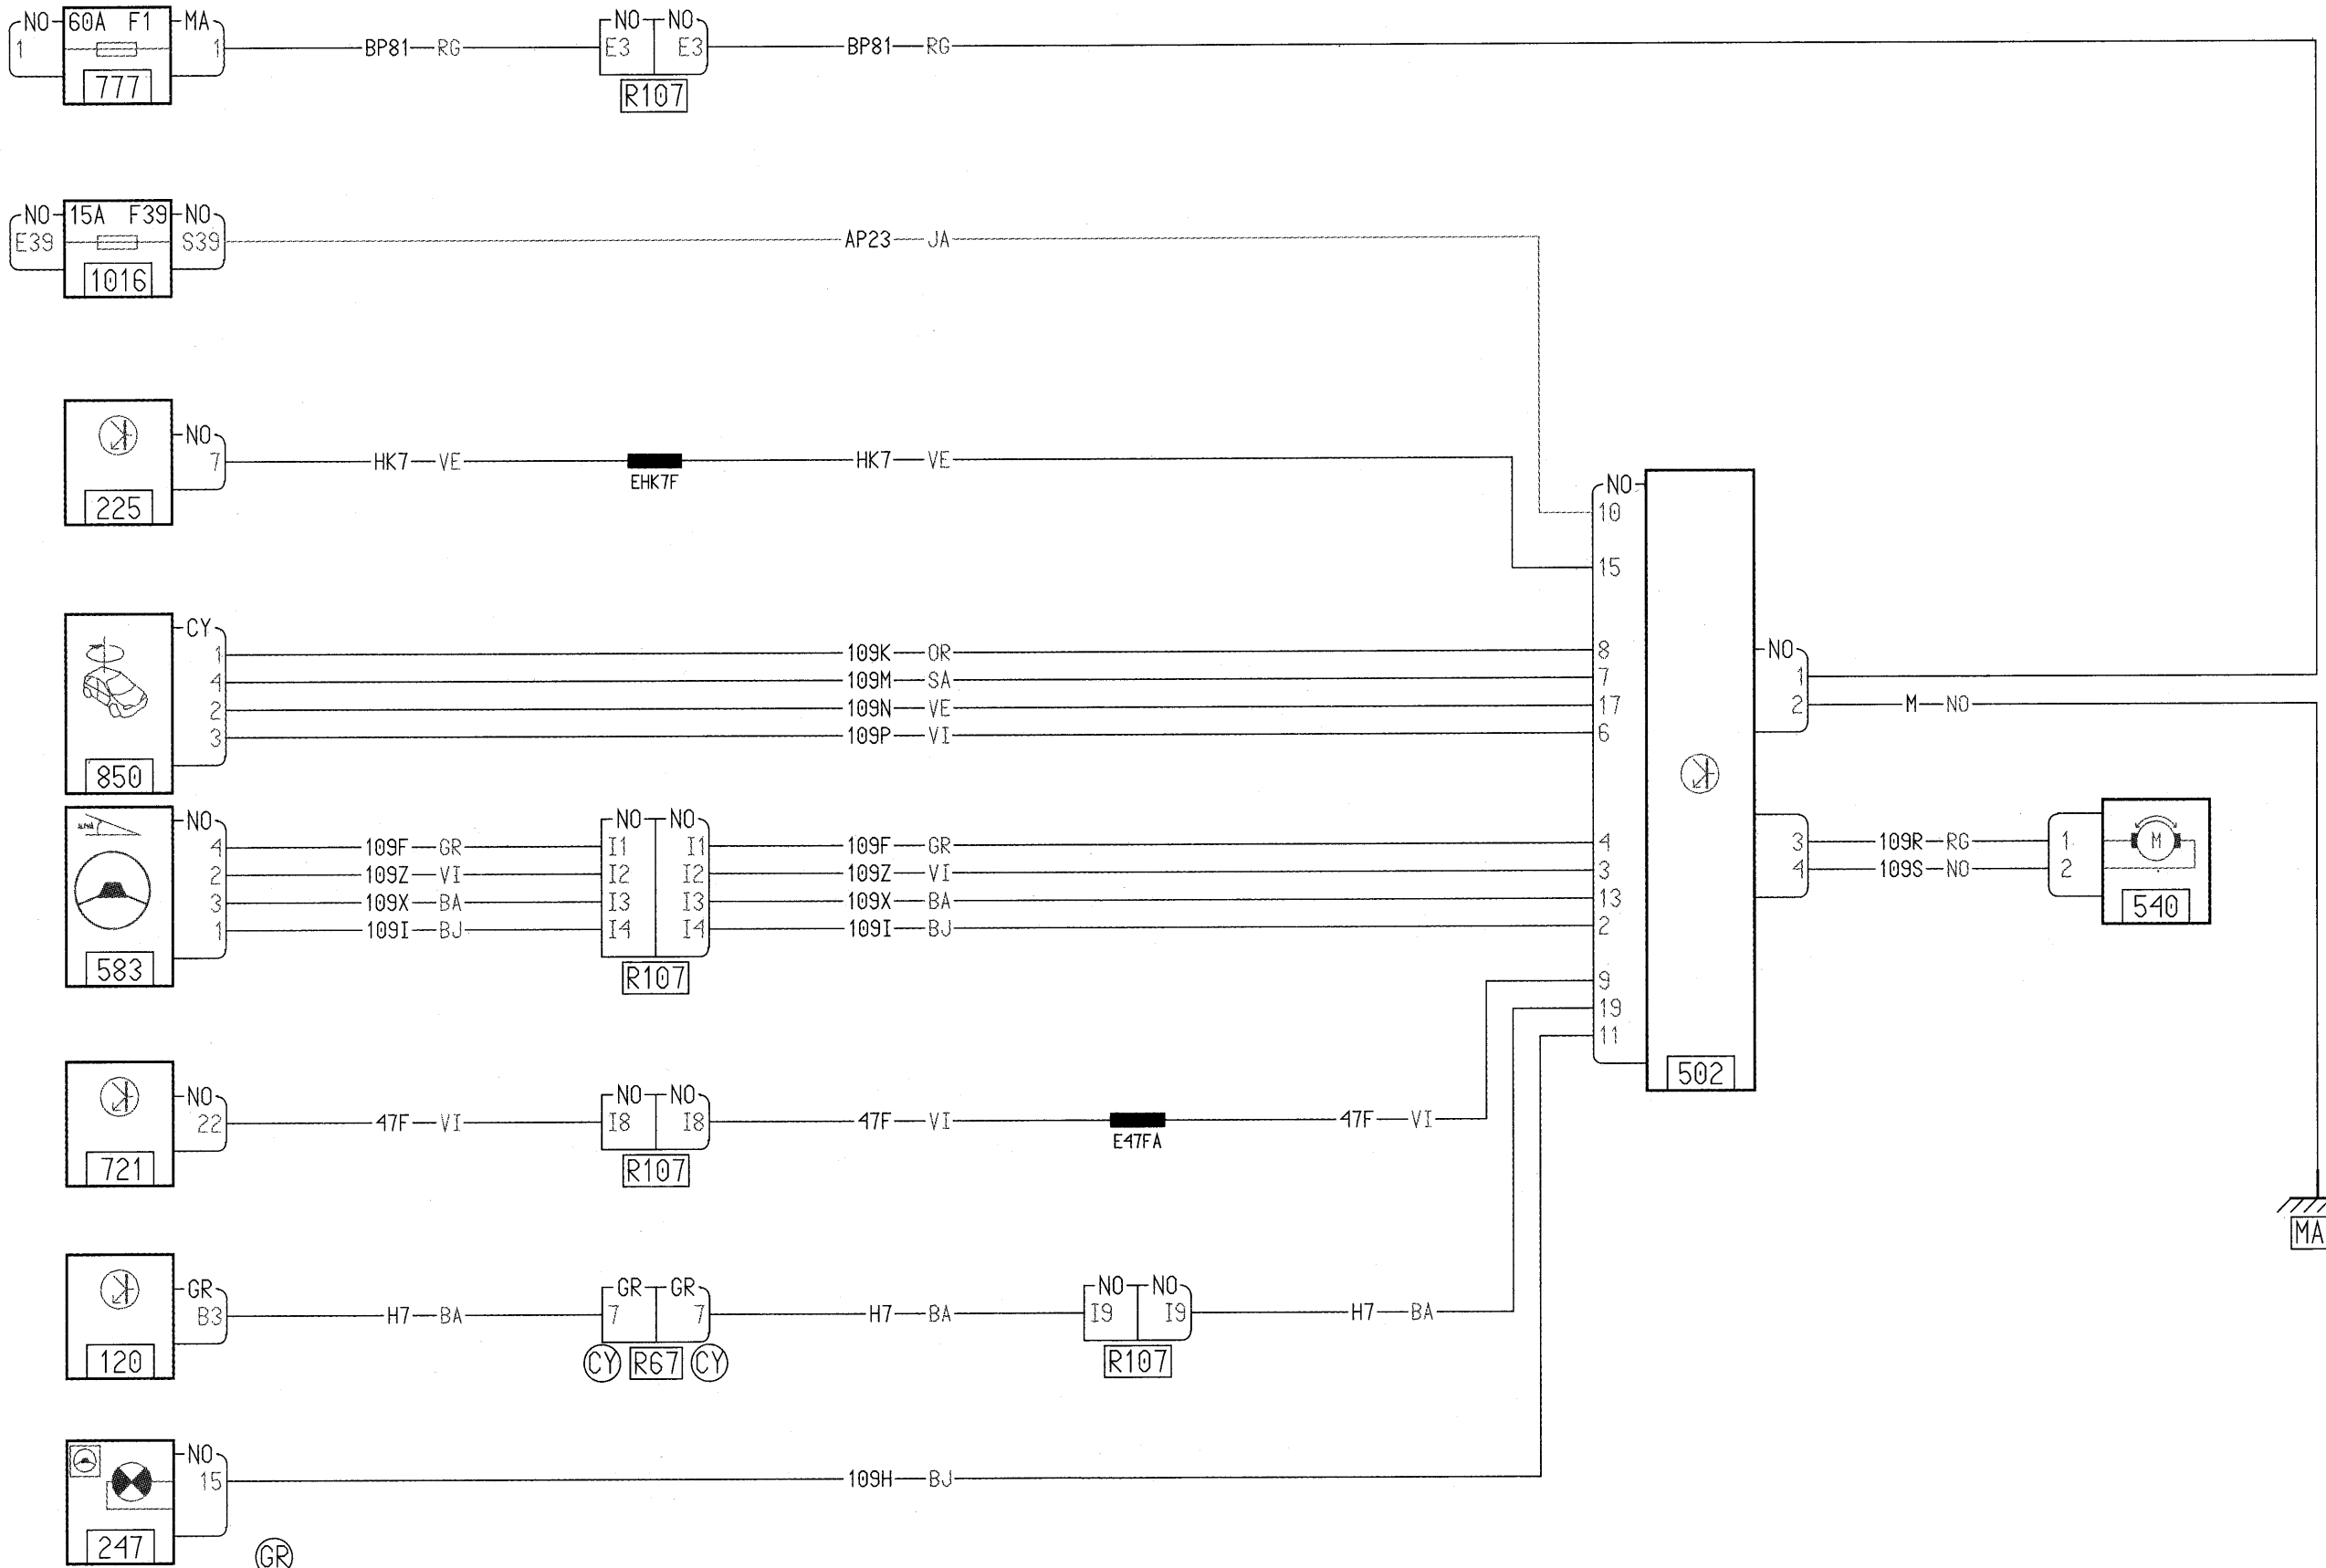 NO 60A F1 MA
1 1 BP81 RG NO NO E3 E3 BP81 RG
777
R107
NO 15A F39 NO
E39 S39 AP23 JA
1016
NO
7 HK7 VE EHK7F HK7 VE
225
NO
10
15
CY
1 109K OR 8
4 109M SA 7
2 109N VE 17
3 109P VI 6
850
NO
1
2 M NO
NO NO NO
4 109F GR I1 I1 109F GR 4
2 109Z VI I2 I2 109Z VI 3
3 109X BA I3 I3 109X BA 13
1 109I BJ I4 I4 109I BJ 2
583
R107
3 109R RG 1
4 109S NO 2
M
540
9
19
11
502
NO NO NO
22 47F VI I8 I8 47F VI E47FA 47F VI
721
R107
MA
GR GR GR NO NO
B3 H7 BA 7 7 H7 BA I9 I9 H7 BA
120
CY R67 CY
R107
NO
15 109H BJ
247
GR